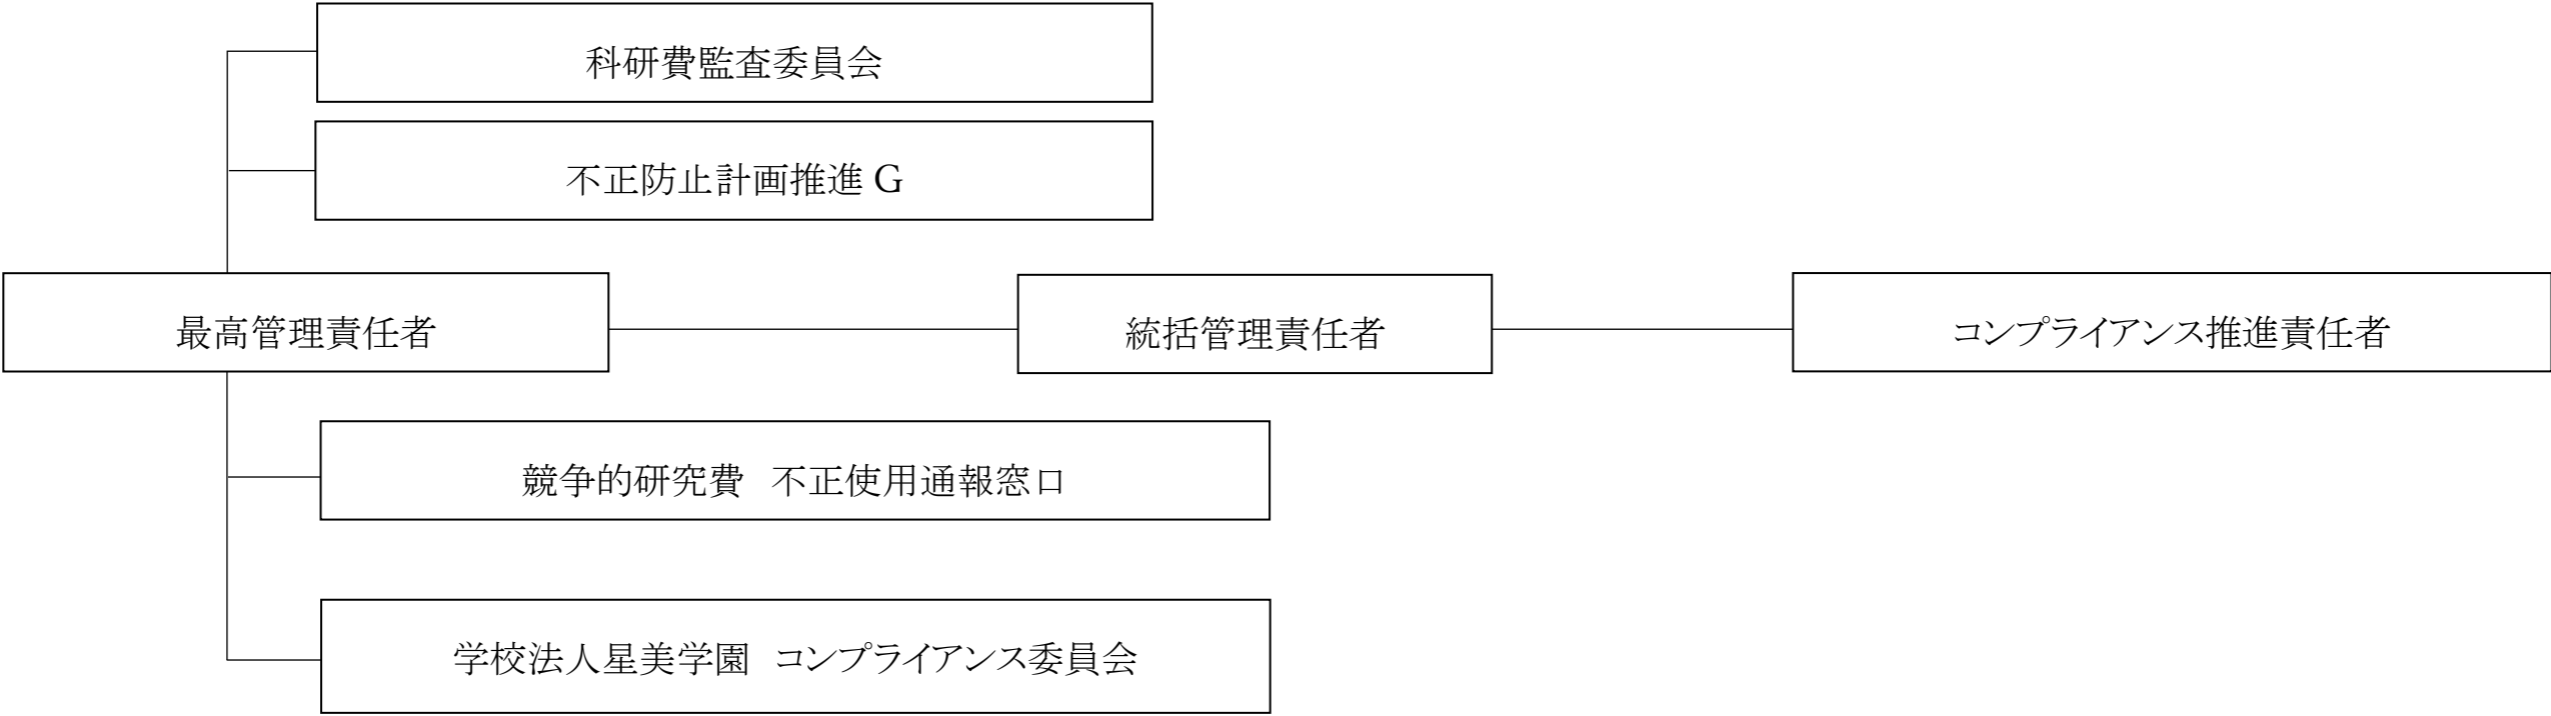 科研費監査委員会
不正防止計画推進 G
最高管理責任者
統括管理責任者
コンプライアンス推進責任者
競争的研究費　不正使用通報窓口
学校法人星美学園　コンプライアンス委員会